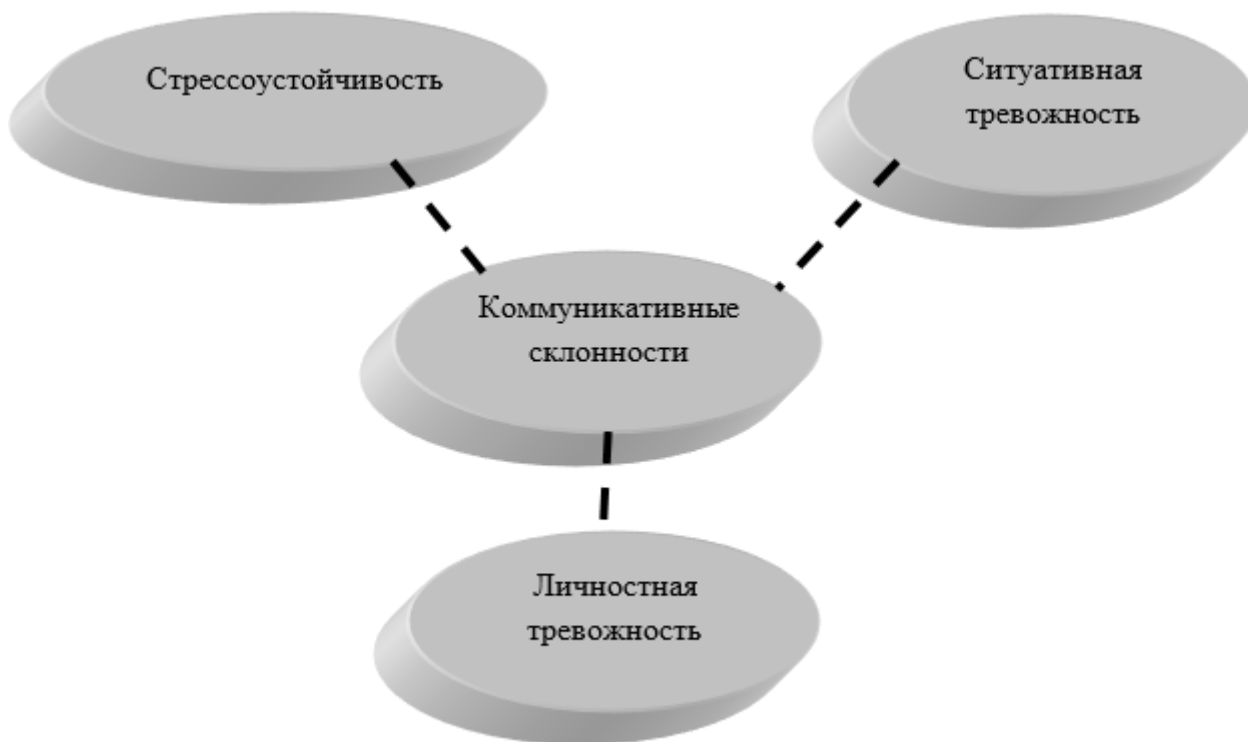 Стрессоустойчивость
Ситуативная
тревожность
Коммуникативные
склонности
Личностная
тревожность